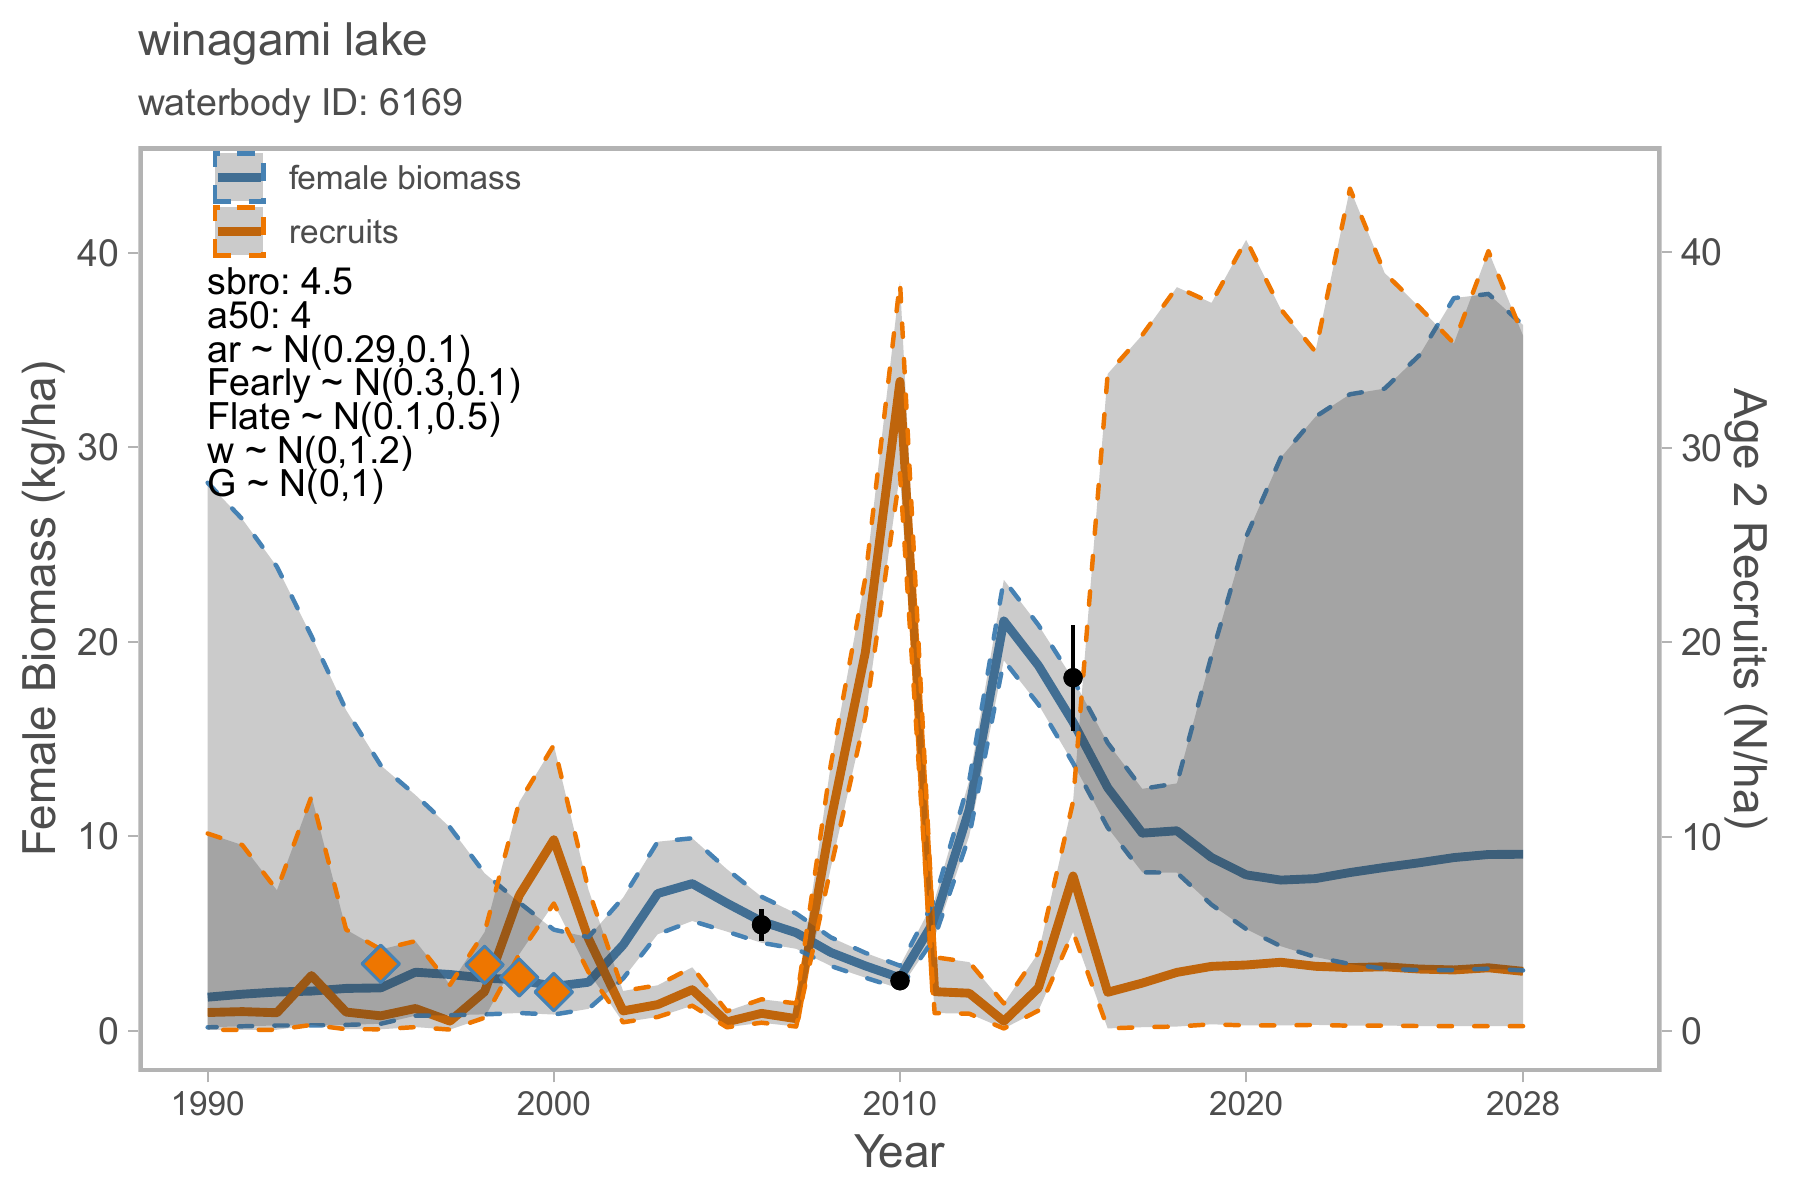 winagami lake
waterbody ID: 6169
female biomass
recruits
sbro: 4.5
a50: 4
ar ~ N(0.29,0.1)
Fearly ~ N(0.3,0.1)
Flate ~ N(0.1,0.5)
w ~ N(0,1.2)
G ~ N(0,1)
Female Biomass (kg/ha)
40
30
20
10
0
40
30
20
10
0
Age 2 Recruits (N/ha)
1990
2000
2010
2020
2028
Year